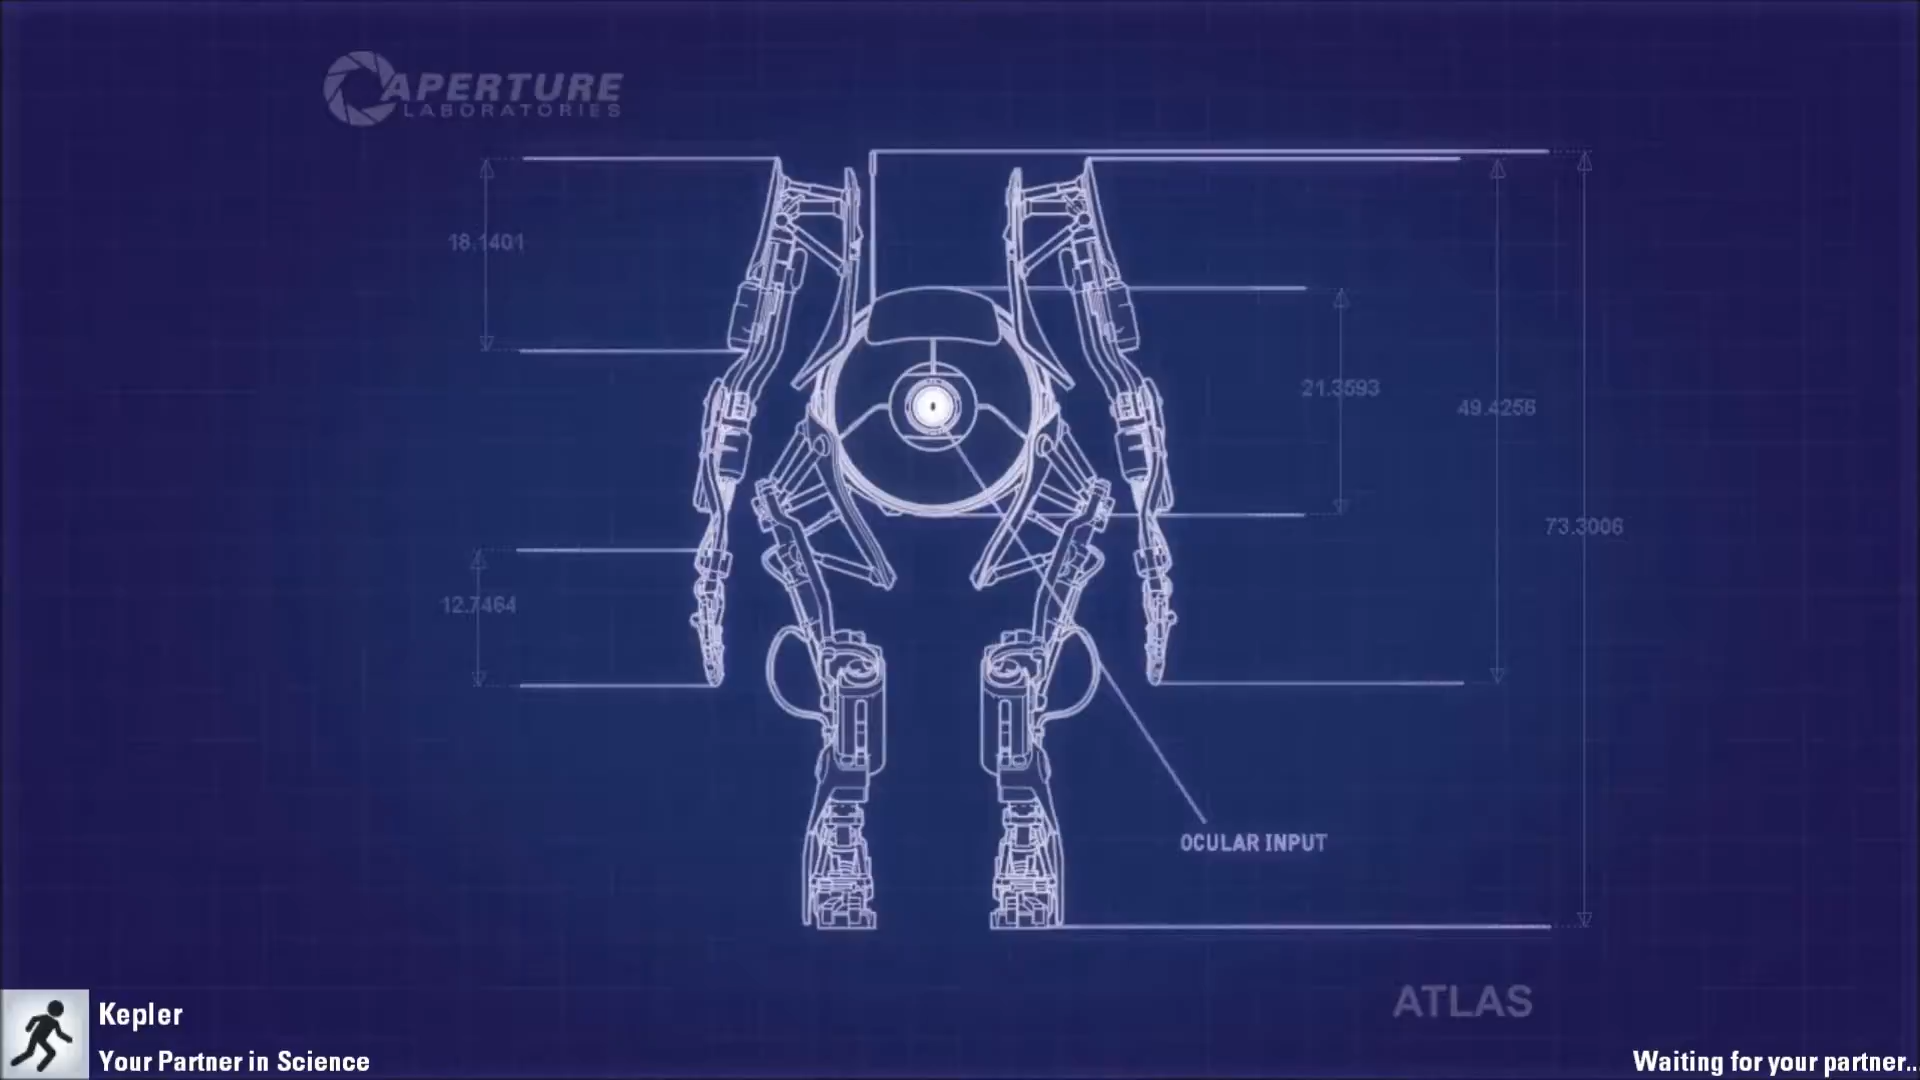 APERTURE
LABORATORIES
18.1401
21.3593
49.4256
73.3006
12.7464
OCULAR INPUT
ATLAS
Kepler
Your Partner in Science
Waiting for your partner..